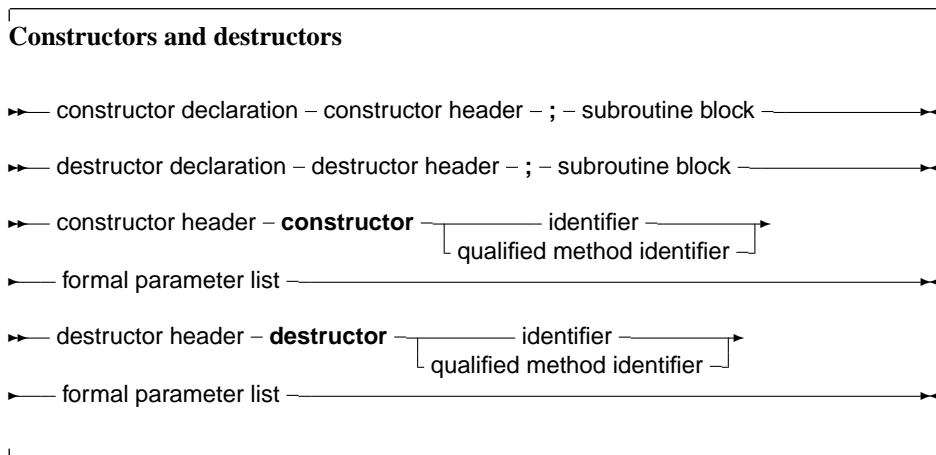 Constructors and destructors
constructor declaration constructor header ; subroutine block
destructor declaration destructor header ; subroutine block
constructor header constructor identifier
qualified method identifier
formal parameter list
destructor header destructor identifier
qualified method identifier
formal parameter list